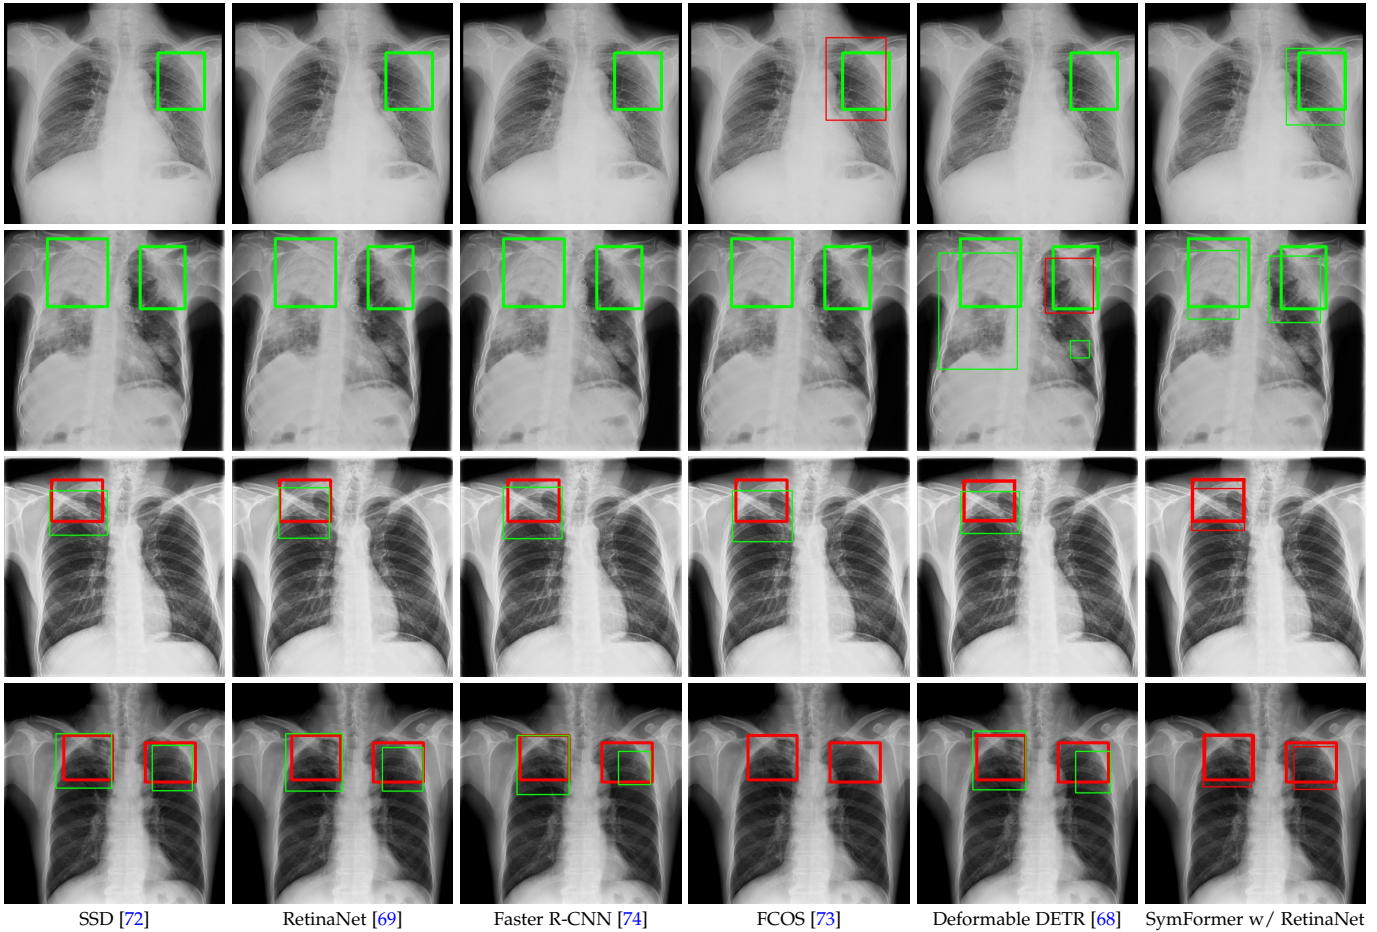 SSD [72] RetinaNet [69] Faster R-CNN [74] FCOS [73] Deformable DETR [68] SymFormer w/ RetinaNet